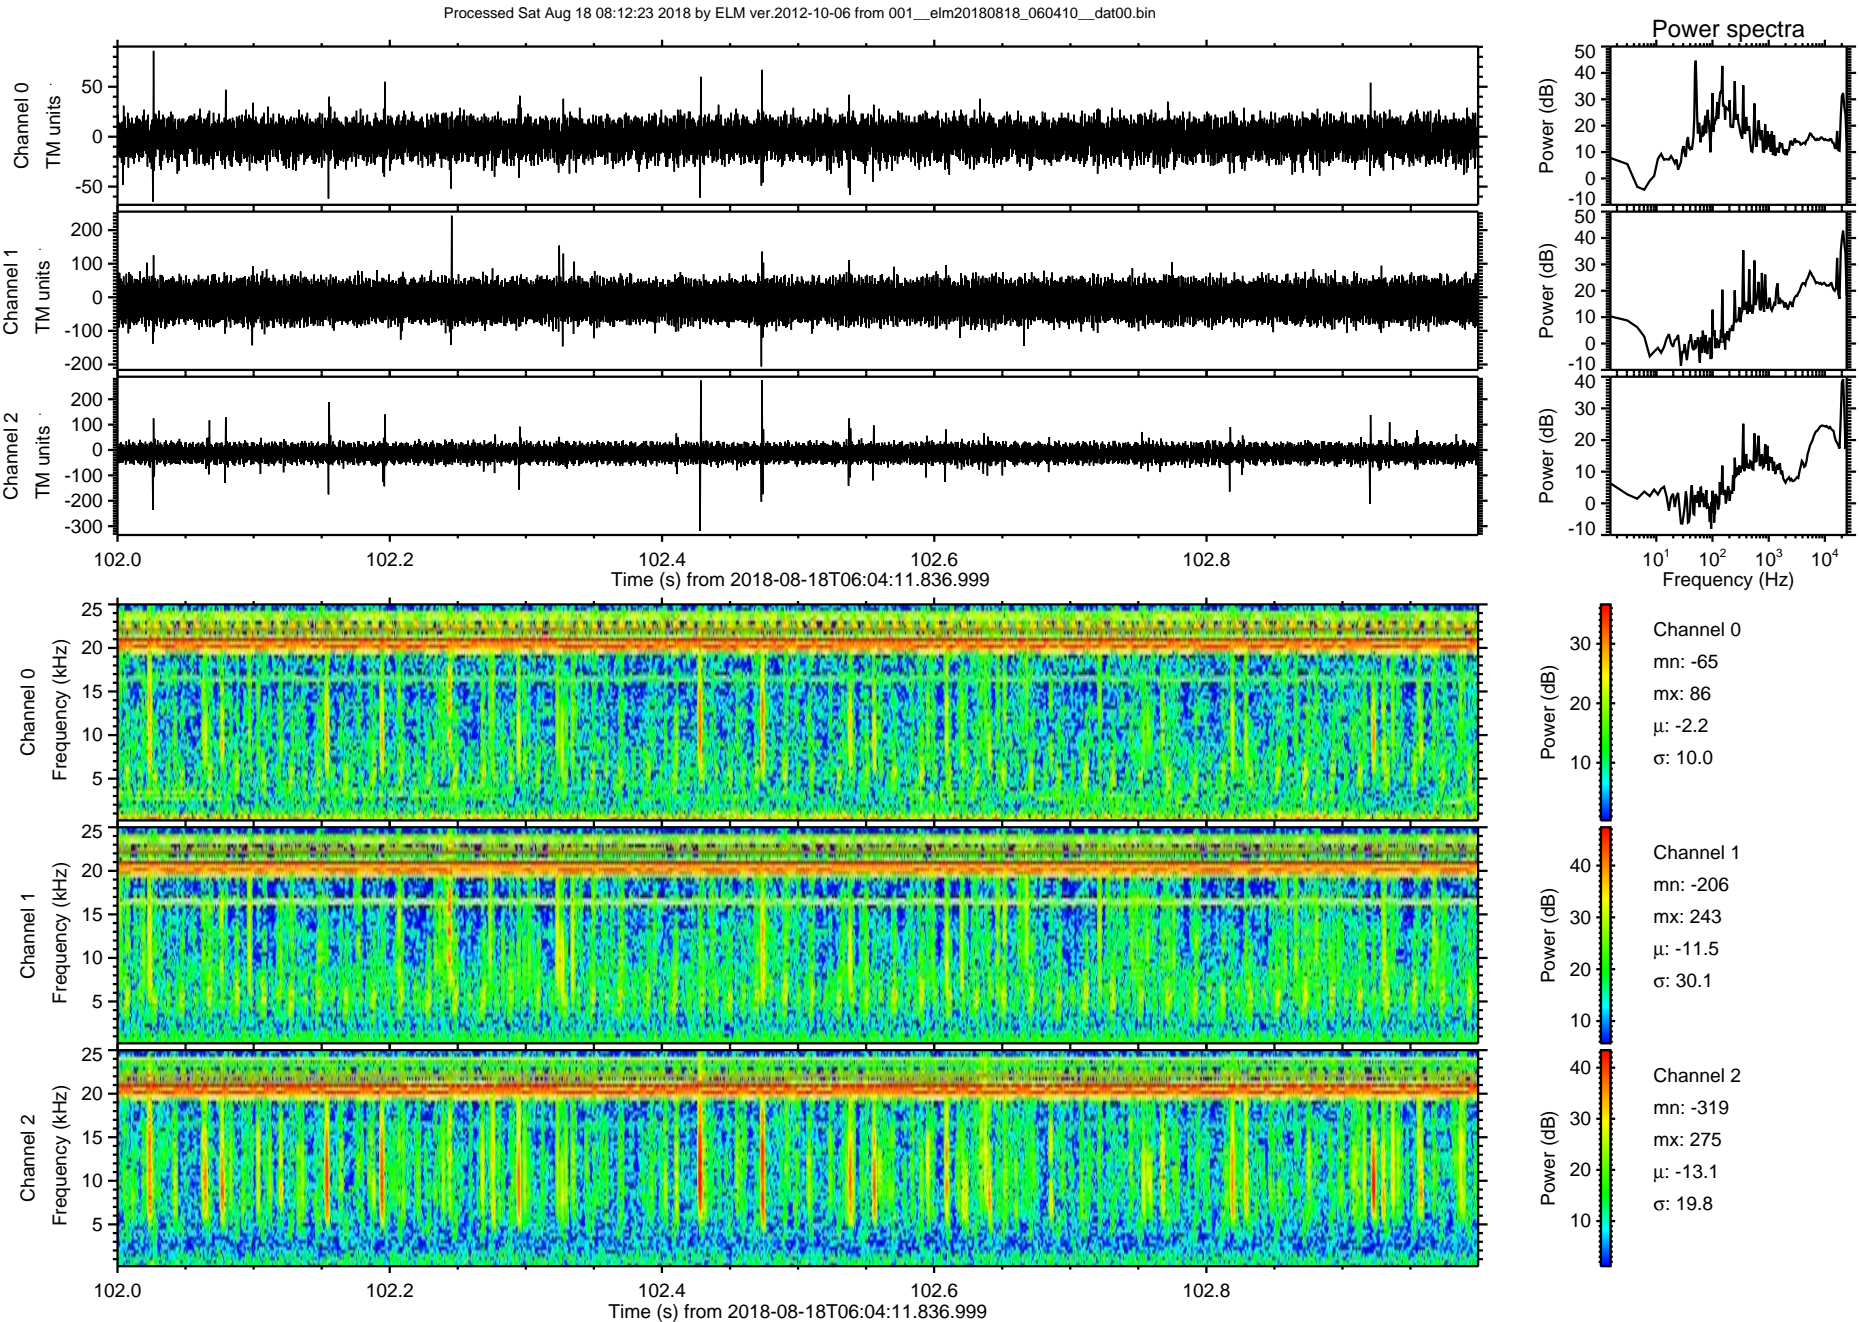 Processed Sat Aug 18 08:12:23 2018 by ELM ver.2012-10-06 from 001__elm20180818_060410__dat00.bin
Power spectra
Channel 0
TM units
50
0
-50
Power (dB)
50
40
30
20
10
0
-10
Channel 1
TM units
200
100
0
-100
-200
Power (dB)
50
40
30
20
10
0
-10
Channel 2
TM units
200
100
0
-100
-200
-300
Power (dB)
40
30
20
10
0
-10
102.0 102.2 102.4 102.6 102.8
Time (s) from 2018-08-18T06:04:11.836.999
10¹ 10² 10³ 10⁴
Frequency (Hz)
Channel 0
Frequency (kHz)
25
20
15
10
5
Power (dB)
30
20
10
Channel 0
mn: -65
mx: 86
µ: -2.2
σ: 10.0
Channel 1
Frequency (kHz)
25
20
15
10
5
Power (dB)
40
30
20
10
Channel 1
mn: -206
mx: 243
µ: -11.5
σ: 30.1
Channel 2
Frequency (kHz)
25
20
15
10
5
Power (dB)
40
30
20
10
Channel 2
mn: -319
mx: 275
µ: -13.1
σ: 19.8
102.0 102.2 102.4 102.6 102.8
Time (s) from 2018-08-18T06:04:11.836.999